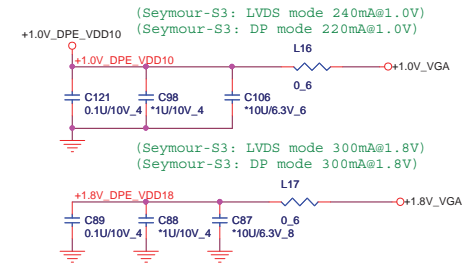 (Seymour-S3: LVDS mode 240mA@1.0V)
(Seymour-S3: DP mode 220mA@1.0V)
+1.0V_DPE_VDD10
L16
+1.0V_DPE_VDD10
+1.0V_VGA
0_6
C121
0.1U/10V_4
C98
*1U/10V_4
C106
*10U/6.3V_6
(Seymour-S3: LVDS mode 300mA@1.8V)
(Seymour-S3: DP mode 300mA@1.8V)
L17
+1.8V_DPE_VDD18
+1.8V_VGA
0_6
C89
0.1U/10V_4
C88
*1U/10V_4
C87
*10U/6.3V_8